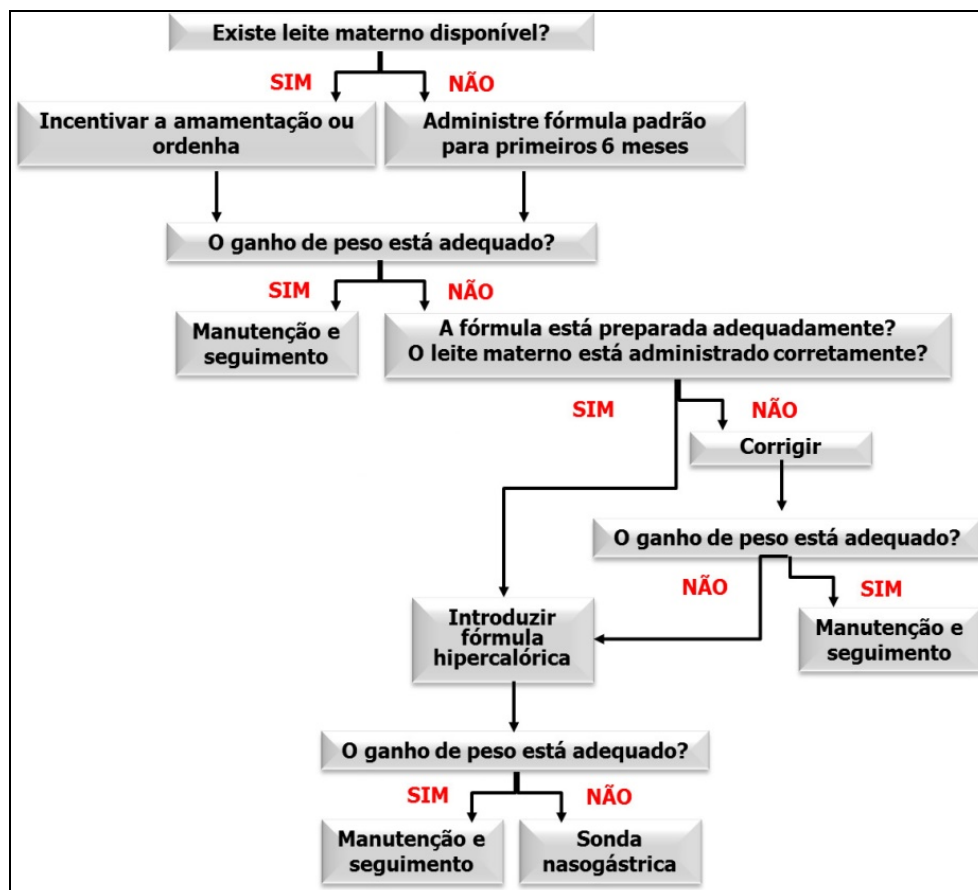 Existe leite materno disponível?
SIM
NÃO
Incentivar a amamentação ou
ordenha
Administre fórmula padrão
para primeiros 6 meses
O ganho de peso está adequado?
SIM
NÃO
Manutenção e
seguimento
A fórmula está preparada adequadamente?
O leite materno está administrado corretamente?
SIM
NÃO
Corrigir
O ganho de peso está adequado?
NÃO
SIM
Introduzir
fórmula
hipercalórica
Manutenção e
seguimento
O ganho de peso está adequado?
SIM
NÃO
Manutenção e
seguimento
Sonda
nasogástrica